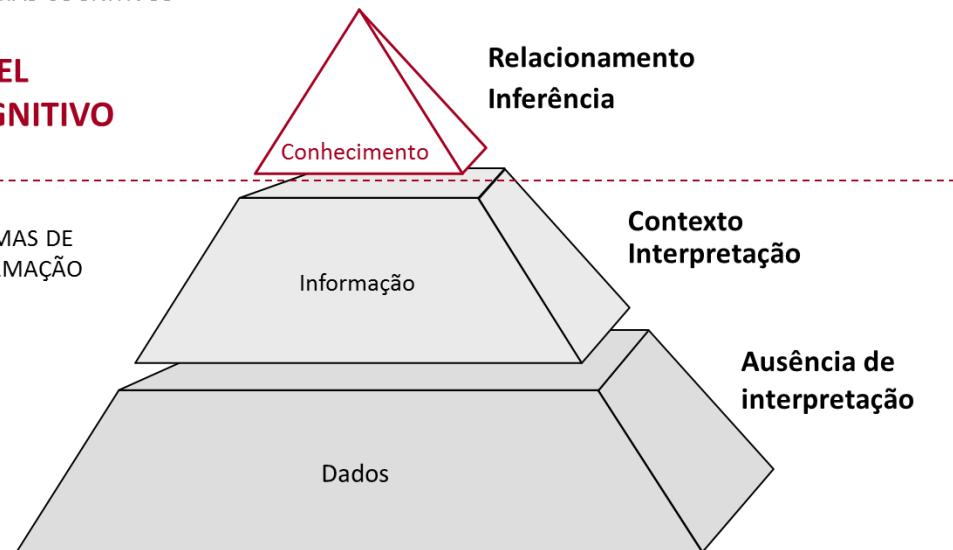 EL
Relacionamento
GNITIVO
Inferência
Conhecimento
Contexto
MAS DE
Interpretação
MAÇÃO
Informação
Ausência de
interpretação
Dados